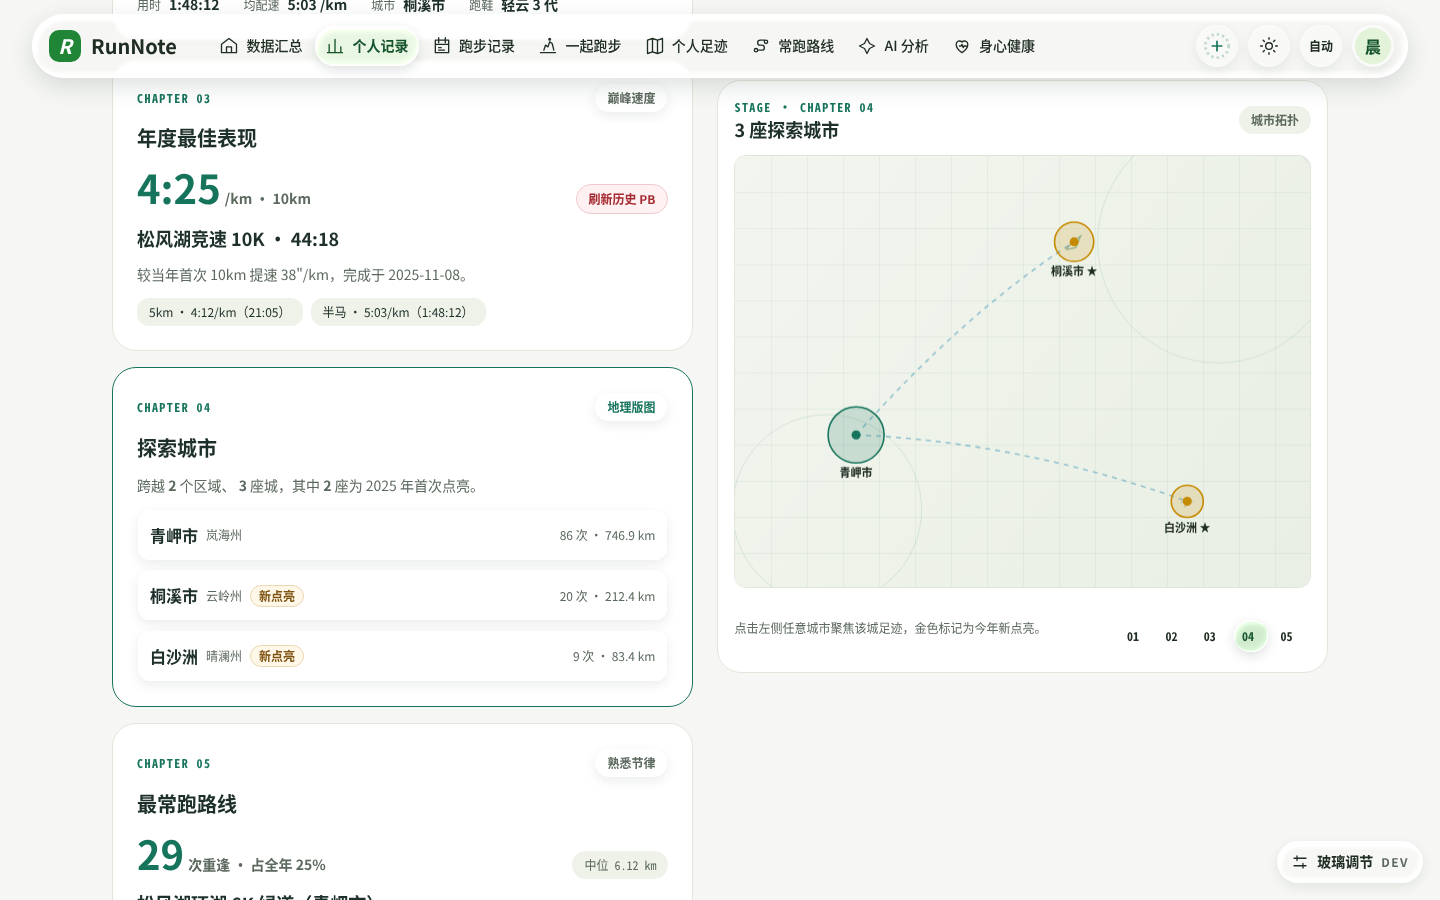 用时 1:48:12 均配速 5:03 /km 城市 桐溪市 跑鞋 轻云 3 代
R RunNote 数据汇总 个人记录 跑步记录 一起跑步 个人足迹 常跑路线 AI 分析 身心健康 自动 晨
CHAPTER 03 巅峰速度
年度最佳表现
4:25 /km · 10km 刷新历史 PB
松风湖竞速 10K · 44:18
较当年首次 10km 提速 38"/km，完成于 2025-11-08。
5km · 4:12/km（21:05） 半马 · 5:03/km（1:48:12）
CHAPTER 04 地理版图
探索城市
跨越 2 个区域、 3 座城，其中 2 座为 2025 年首次点亮。
青岬市 岚海州 86 次 · 746.9 km
桐溪市 云岭州 新点亮 20 次 · 212.4 km
白沙洲 晴澜州 新点亮 9 次 · 83.4 km
CHAPTER 05 熟悉节律
最常跑路线
29 次重逢 · 占全年 25% 中位 6.12 km
STAGE · CHAPTER 04
3 座探索城市 城市拓扑
桐溪市 ★
青岬市
白沙洲 ★
点击左侧任意城市聚焦该城足迹，金色标记为今年新点亮。 01 02 03 04 05
玻璃调节 DEV